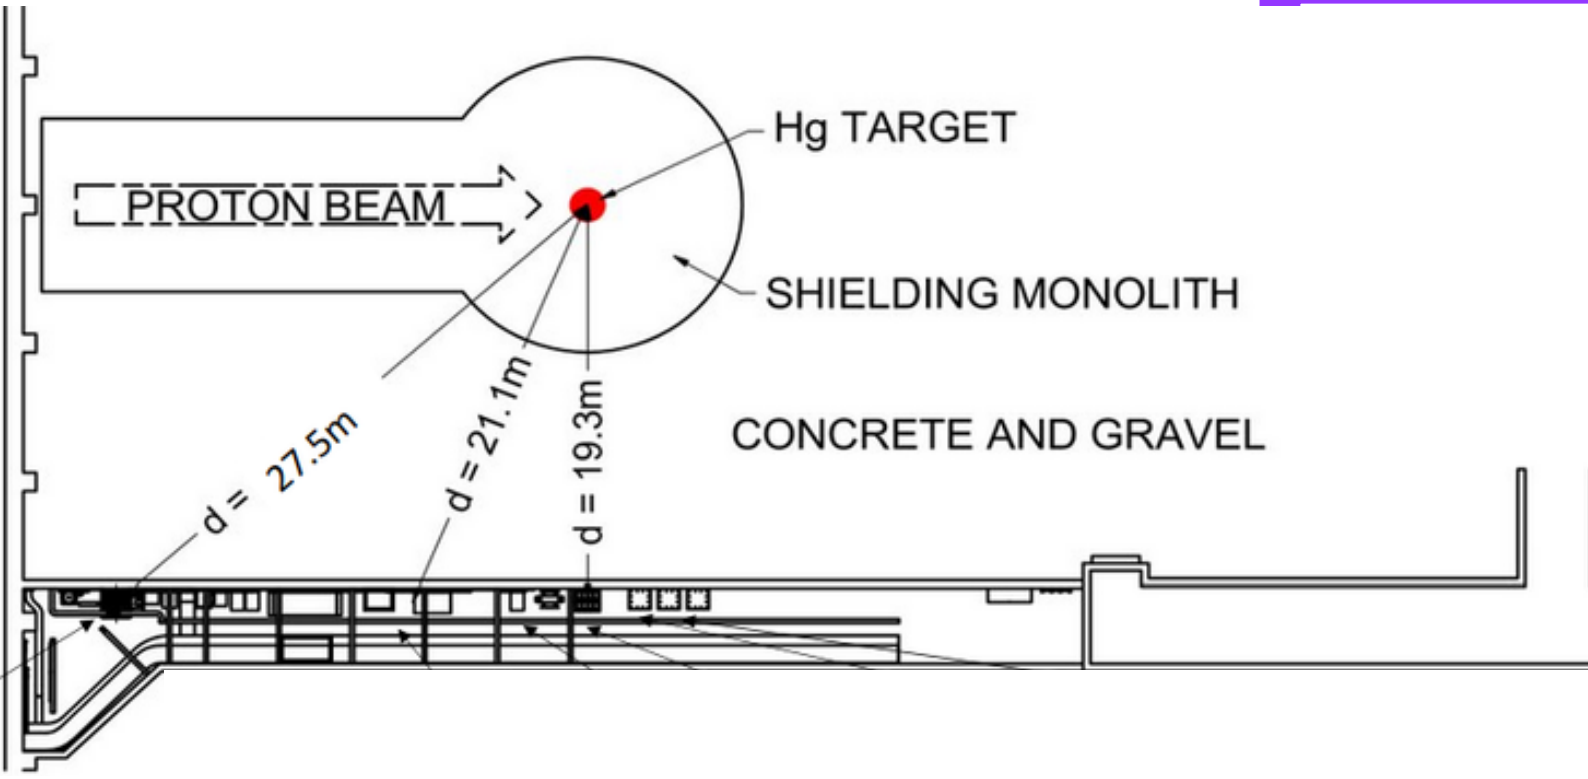 Hg TARGET
PROTON BEAM
SHIELDING MONOLITH
d = 27.5m
d = 21.1m
d = 19.3m
CONCRETE AND GRAVEL